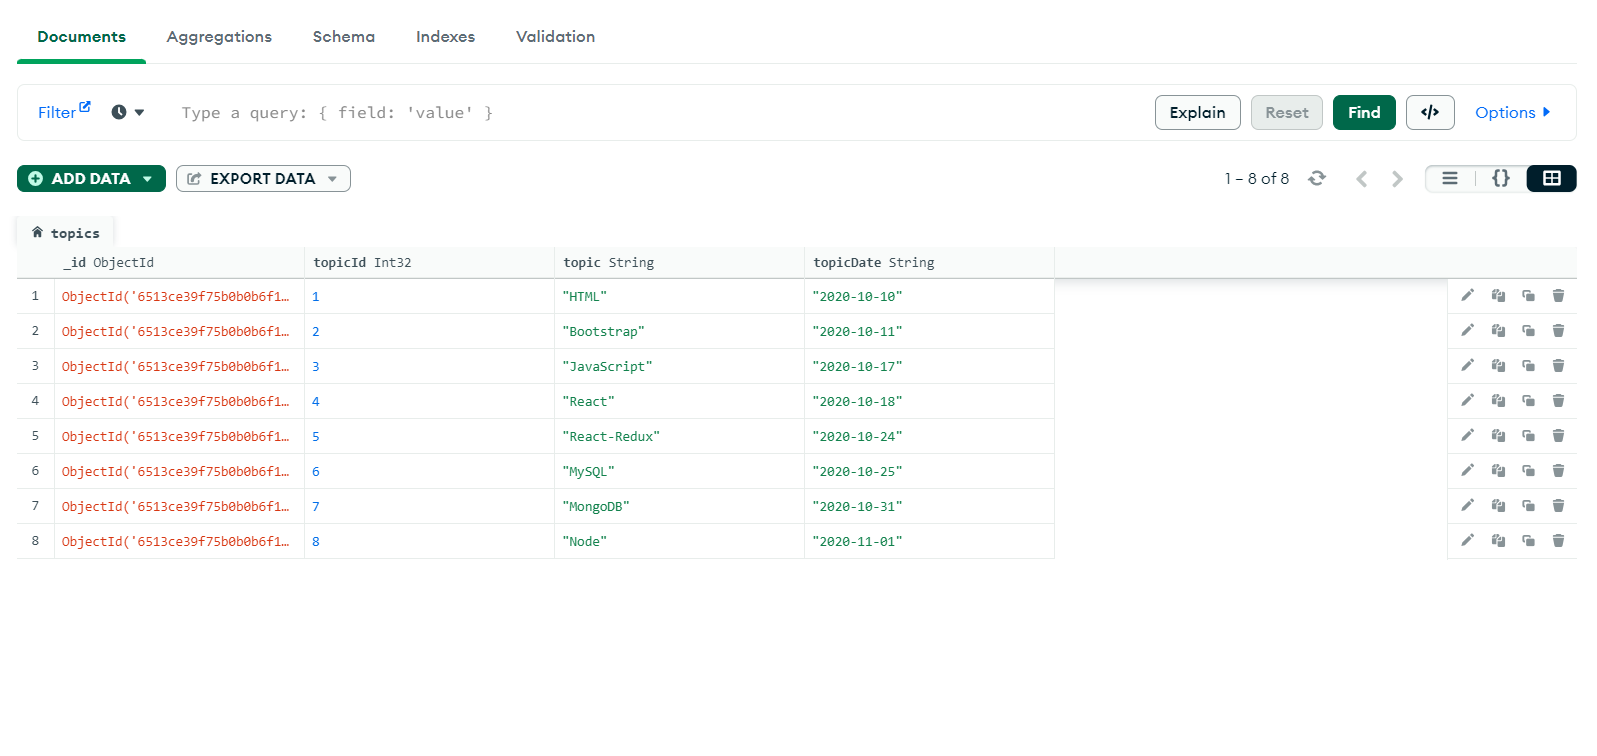 Documents Aggregations Schema Indexes Validation
Filter Type a query: { field: 'value' } Explain Reset Find </> Options
ADD DATA EXPORT DATA 1 – 8 of 8 {}
topics
_id ObjectId topicId Int32 topic String topicDate String
1 ObjectId('6513ce39f75b0b0b6f1… 1 "HTML" "2020-10-10"
2 ObjectId('6513ce39f75b0b0b6f1… 2 "Bootstrap" "2020-10-11"
3 ObjectId('6513ce39f75b0b0b6f1… 3 "JavaScript" "2020-10-17"
4 ObjectId('6513ce39f75b0b0b6f1… 4 "React" "2020-10-18"
5 ObjectId('6513ce39f75b0b0b6f1… 5 "React-Redux" "2020-10-24"
6 ObjectId('6513ce39f75b0b0b6f1… 6 "MySQL" "2020-10-25"
7 ObjectId('6513ce39f75b0b0b6f1… 7 "MongoDB" "2020-10-31"
8 ObjectId('6513ce39f75b0b0b6f1… 8 "Node" "2020-11-01"